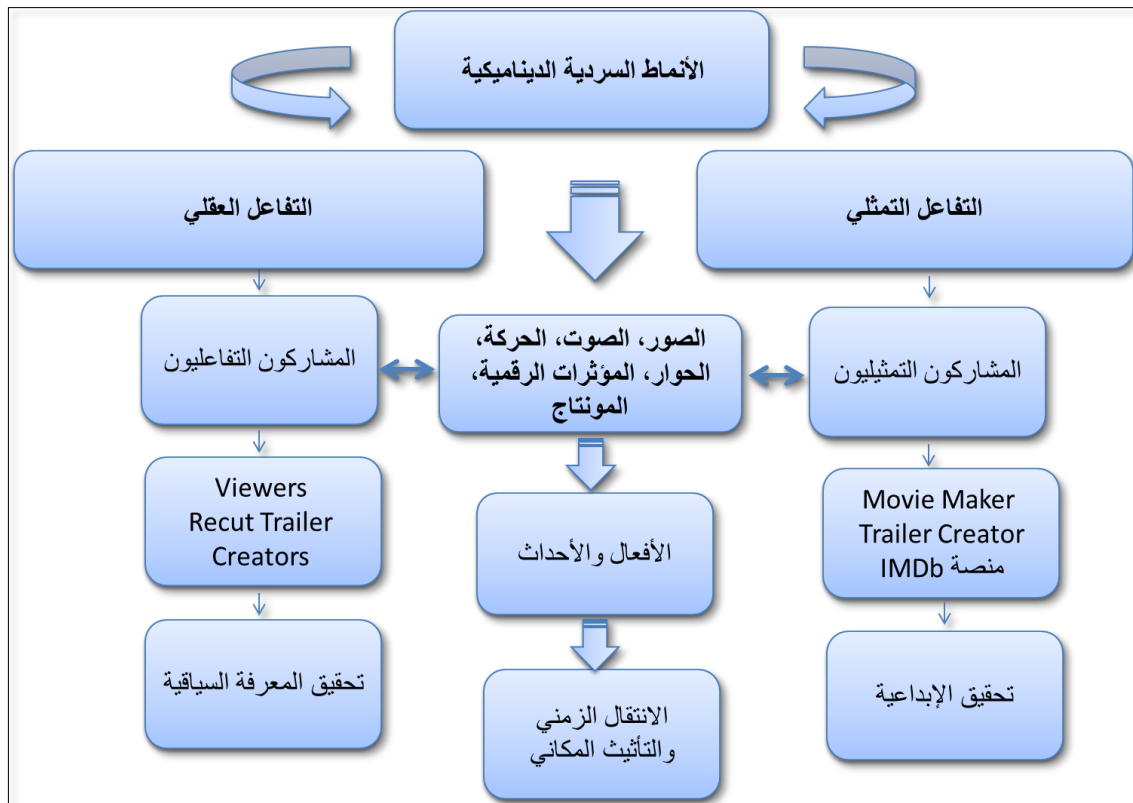 الأنماط السردية الديناميكية
التفاعل التمثلي
التفاعل العقلي
المشاركون التمثيليون
الصور، الصوت، الحركة،
الحوار، المؤثرات الرقمية،
المونتاج
المشاركون التفاعليون
Movie Maker
Trailer Creator
منصة IMDb
الأفعال والأحداث
Viewers
Recut Trailer
Creators
تحقيق الإبداعية
الانتقال الزمني
والتأثيث المكاني
تحقيق المعرفة السياقية